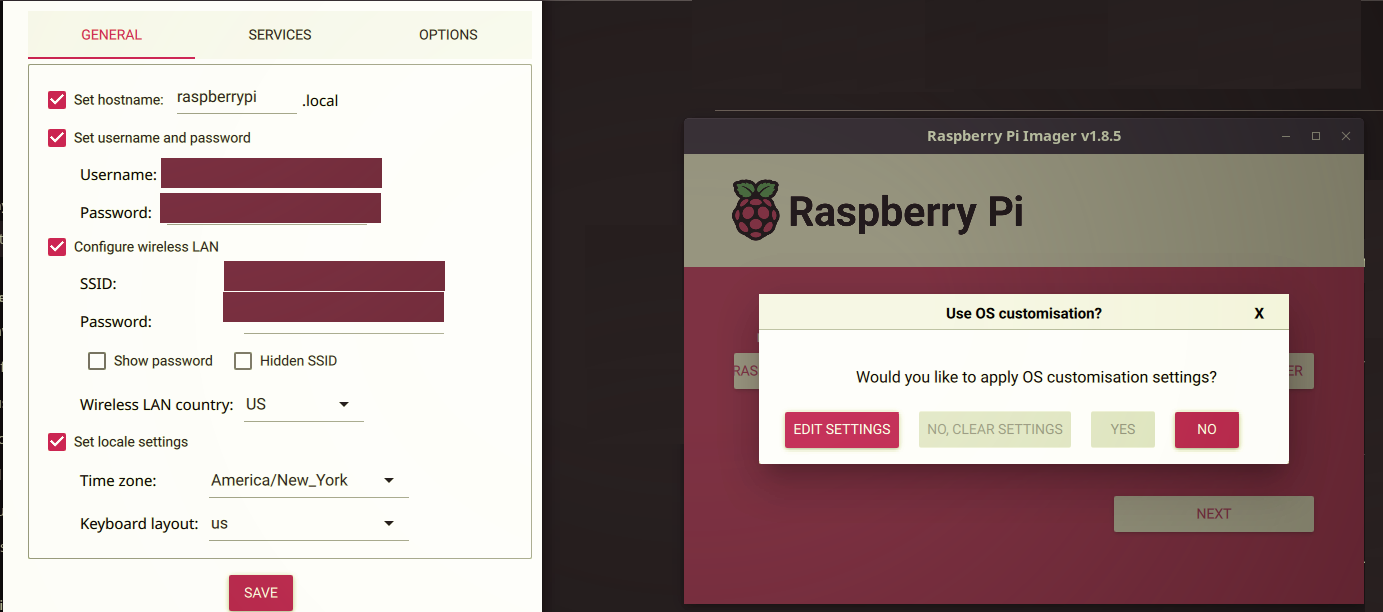 GENERAL SERVICES OPTIONS
Set hostname: raspberrypi .local
Set username and password
Username:
Password:
Configure wireless LAN
SSID:
Password:
Show password Hidden SSID
Wireless LAN country: US
Set locale settings
Time zone: America/New_York
Keyboard layout: us
SAVE
Raspberry Pi Imager v1.8.5
Raspberry Pi
Use OS customisation? X
Would you like to apply OS customisation settings?
EDIT SETTINGS NO, CLEAR SETTINGS YES NO
NEXT